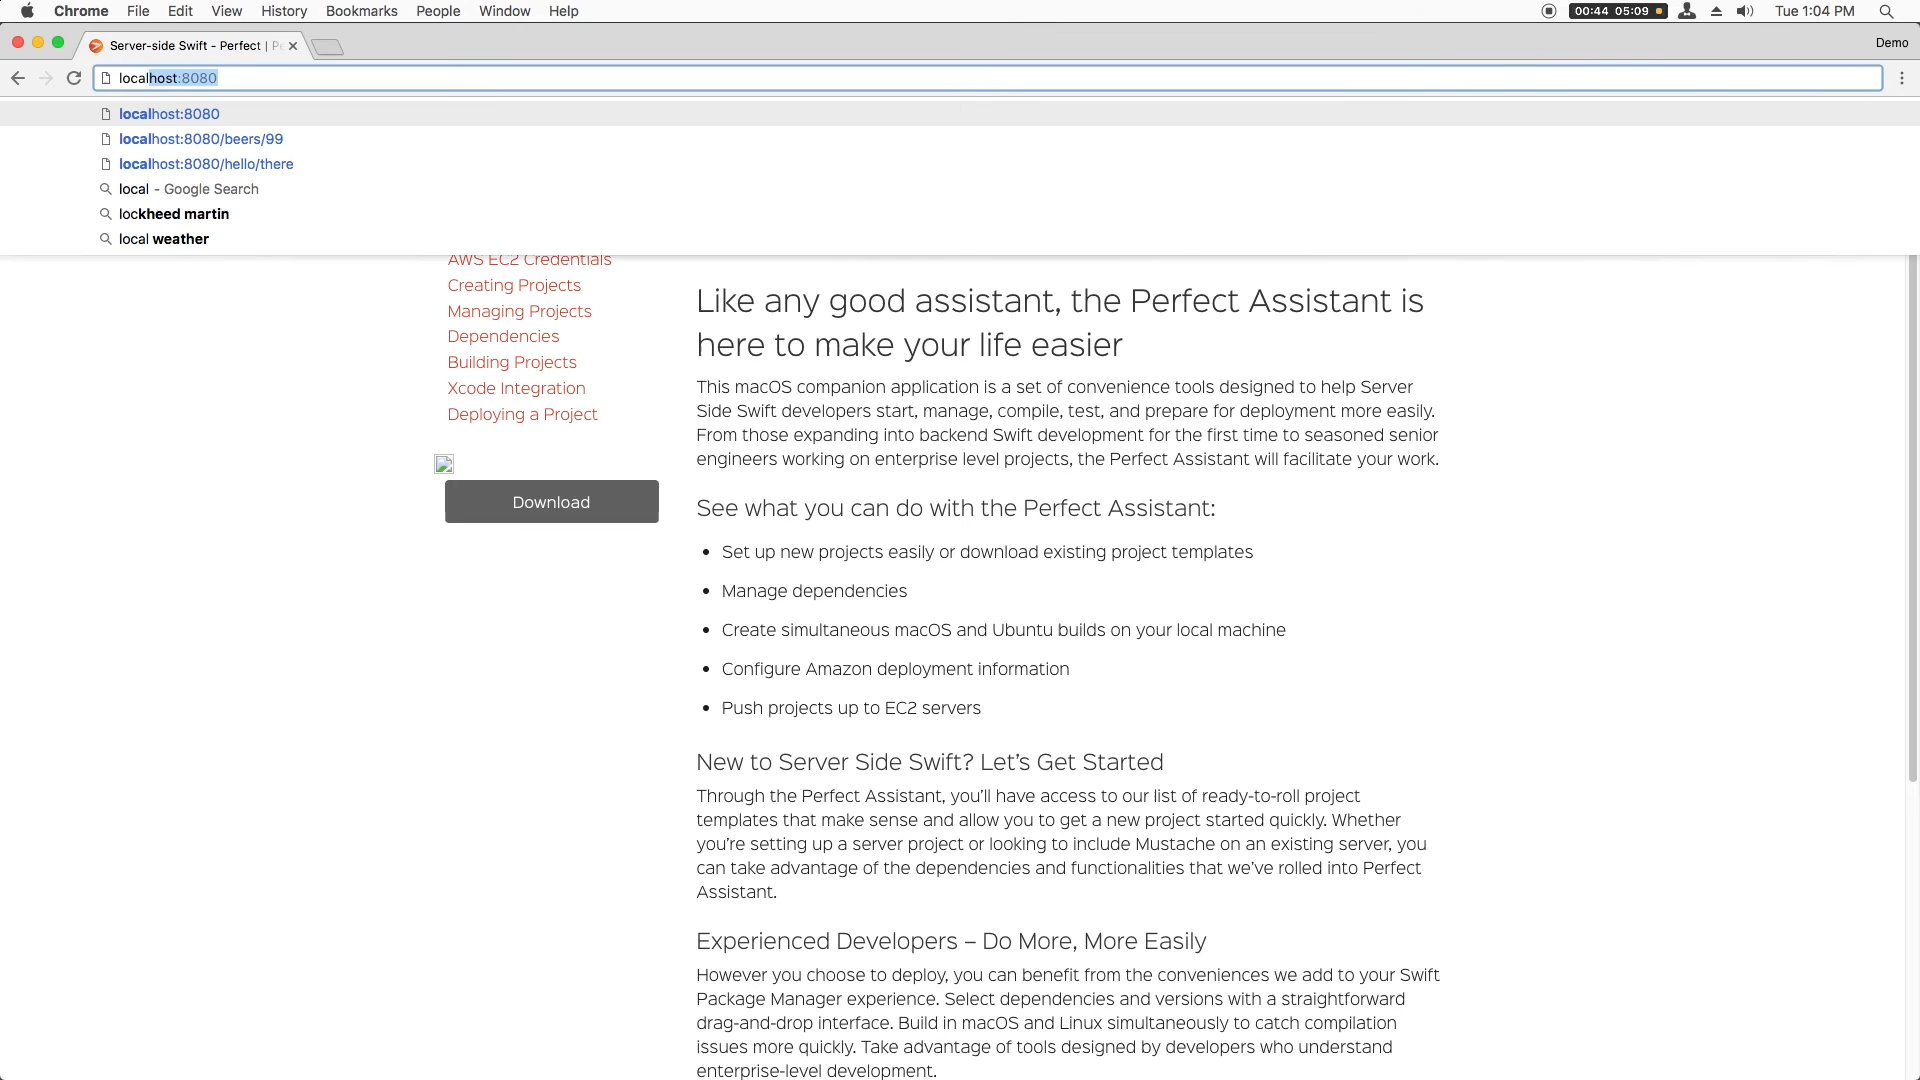 Chrome File Edit View History Bookmarks People Window Help 00:44 05:09 Tue 1:04 PM
Server-side Swift - Perfect | P Demo
localhost:8080
localhost:8080
localhost:8080/beers/99
localhost:8080/hello/there
local - Google Search
lockheed martin
local weather
AWS EC2 Credentials
Creating Projects
Managing Projects
Dependencies
Building Projects
Xcode Integration
Deploying a Project
Download
Like any good assistant, the Perfect Assistant is
here to make your life easier
This macOS companion application is a set of convenience tools designed to help Server
Side Swift developers start, manage, compile, test, and prepare for deployment more easily.
From those expanding into backend Swift development for the first time to seasoned senior
engineers working on enterprise level projects, the Perfect Assistant will facilitate your work.
See what you can do with the Perfect Assistant:
• Set up new projects easily or download existing project templates
• Manage dependencies
• Create simultaneous macOS and Ubuntu builds on your local machine
• Configure Amazon deployment information
• Push projects up to EC2 servers
New to Server Side Swift? Let’s Get Started
Through the Perfect Assistant, you’ll have access to our list of ready-to-roll project
templates that make sense and allow you to get a new project started quickly. Whether
you’re setting up a server project or looking to include Mustache on an existing server, you
can take advantage of the dependencies and functionalities that we’ve rolled into Perfect
Assistant.
Experienced Developers – Do More, More Easily
However you choose to deploy, you can benefit from the conveniences we add to your Swift
Package Manager experience. Select dependencies and versions with a straightforward
drag-and-drop interface. Build in macOS and Linux simultaneously to catch compilation
issues more quickly. Take advantage of tools designed by developers who understand
enterprise-level development.